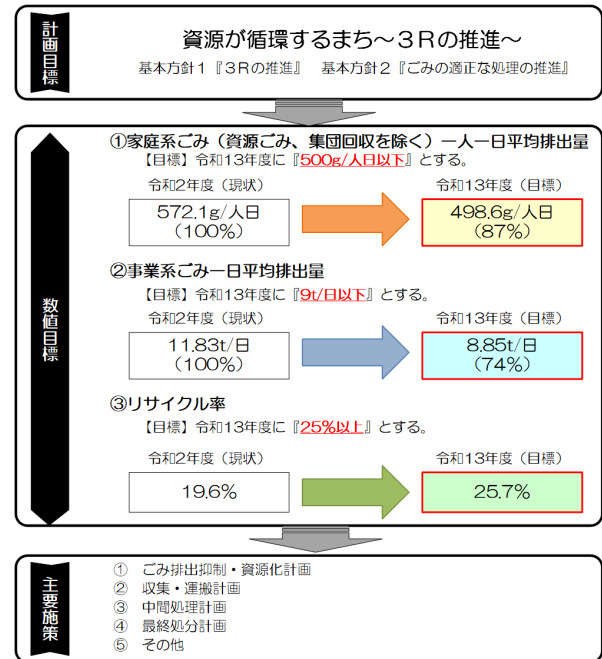 計画目標
資源が循環するまち～３Ｒの推進～
基本方針１『３Rの推進』　基本方針２『ごみの適正な処理の推進』
数値目標
①家庭系ごみ（資源ごみ、集団回収を除く）一人一日平均排出量
【目標】令和13年度に『500g/人日以下』とする。
令和2年度（現状）
令和13年度（目標）
572.1g/人日
（100%）
498.6g/人日
（87%）
②事業系ごみ一日平均排出量
【目標】令和13年度に『9t/日以下』とする。
令和2年度（現状）
令和13年度（目標）
11.83t/日
（100%）
8.85t/日
（74%）
③リサイクル率
【目標】令和13年度に『25%以上』とする。
令和2年度（現状）
令和13年度（目標）
19.6%
25.7%
主要施策
①　ごみ排出抑制・資源化計画
②　収集・運搬計画
③　中間処理計画
④　最終処分計画
⑤　その他